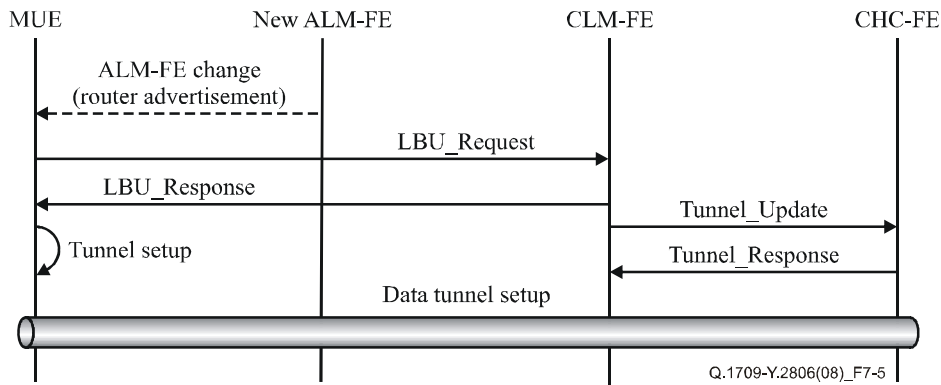 MUE
New ALM-FE
CLM-FE
CHC-FE
ALM-FE change
(router advertisement)
LBU_Request
LBU_Response
Tunnel_Update
Tunnel setup
Tunnel_Response
Data tunnel setup
Q.1709-Y.2806(08)_F7-5